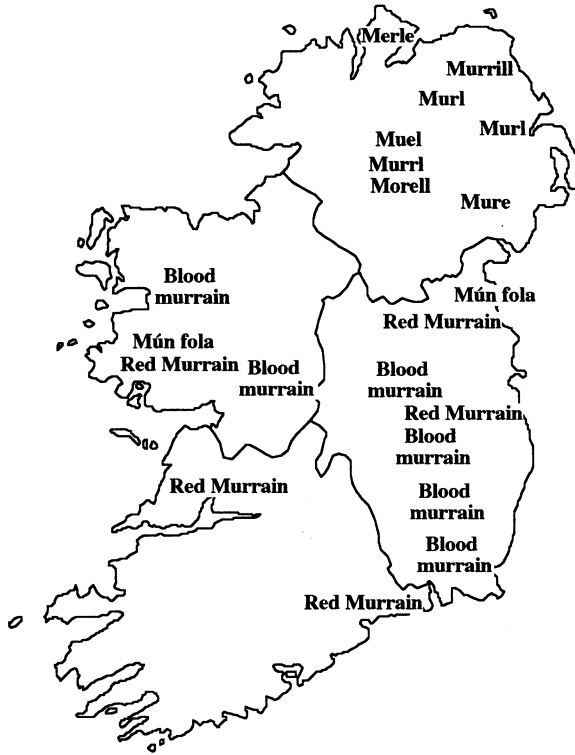 Merle
Murrill
Murl
Murl
Muel
Murrl
Morell
Mure
Blood
murrain
Mún fola
Red Murrain
Mún fola
Red Murrain
Blood
murrain
Blood
murrain
Red Murrain
Blood
murrain
Red Murrain
Blood
murrain
Blood
murrain
Red Murrain